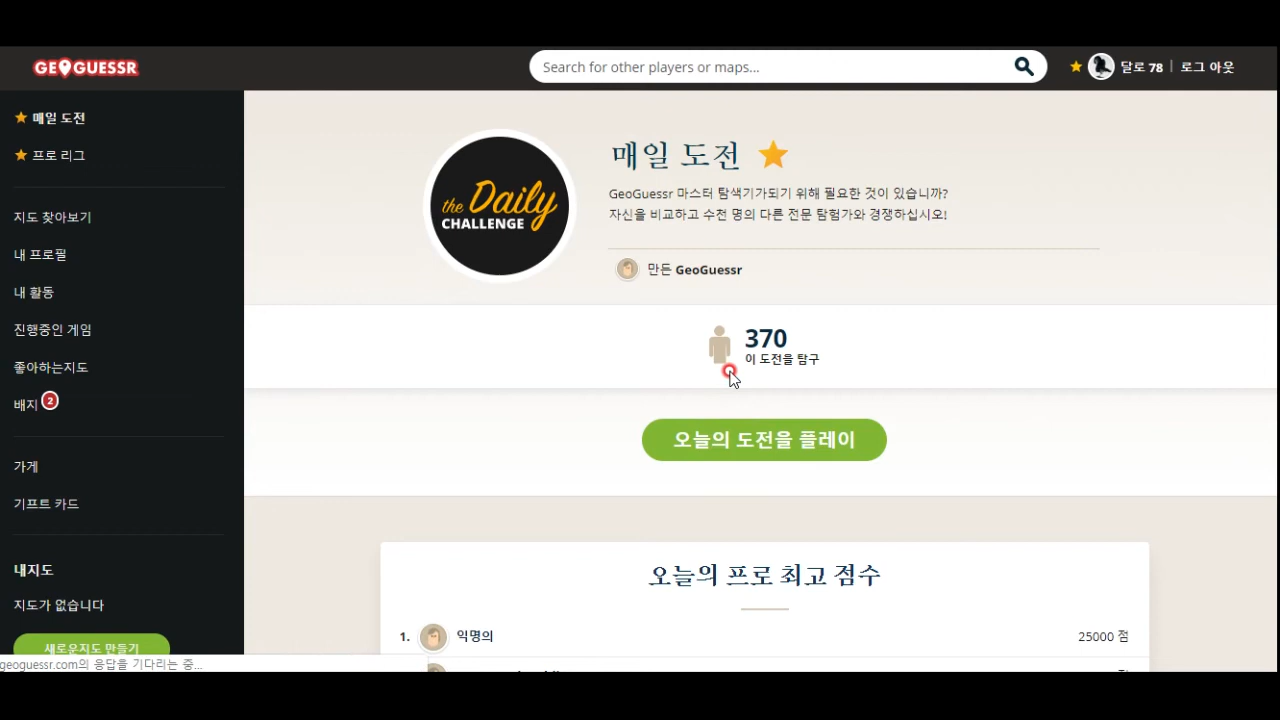 GEOGUESSR
Search for other players or maps...
달로 78
로그 아웃
매일 도전
프로 리그
지도 찾아보기
내 프로필
내 활동
진행중인 게임
좋아하는지도
배지 2
가게
기프트 카드
내지도
지도가 없습니다
새로운지도 만들기
geoguessr.com의 응답을 기다리는 중...
the Daily
CHALLENGE
매일 도전
GeoGuessr 마스터 탐색기가되기 위해 필요한 것이 있습니까?
자신을 비교하고 수천 명의 다른 전문 탐험가와 경쟁하십시오!
만든 GeoGuessr
370
이 도전을 탐구
오늘의 도전을 플레이
오늘의 프로 최고 점수
1. 익명의 25000 점